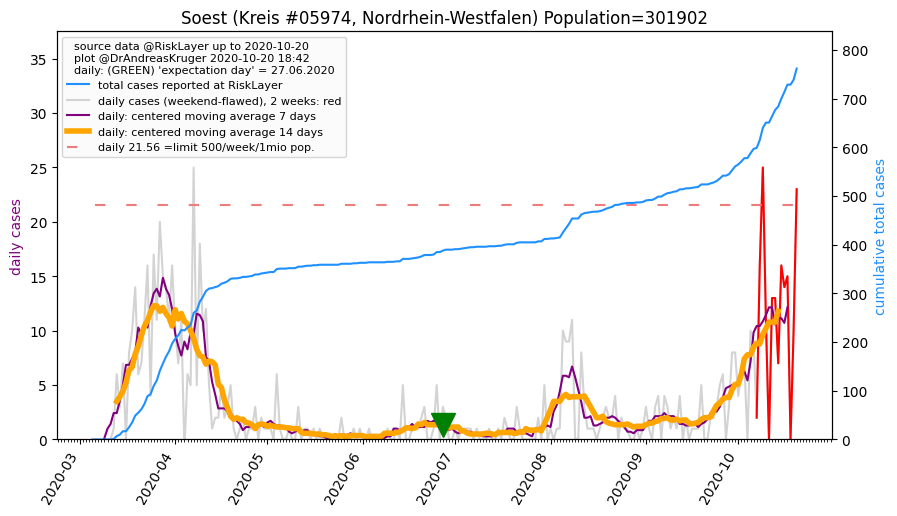 Soest (Kreis #05974, Nordrhein-Westfalen) Population=301902
source data @RiskLayer up to 2020-10-20
plot @DrAndreasKruger 2020-10-20 18:42
daily: (GREEN) 'expectation day' = 27.06.2020
total cases reported at RiskLayer
daily cases (weekend-flawed), 2 weeks: red
daily: centered moving average 7 days
daily: centered moving average 14 days
daily 21.56 =limit 500/week/1mio pop.
daily cases
35
30
25
20
15
10
5
0
cumulative total cases
800
700
600
500
400
300
200
100
0
2020-03
2020-04
2020-05
2020-06
2020-07
2020-08
2020-09
2020-10